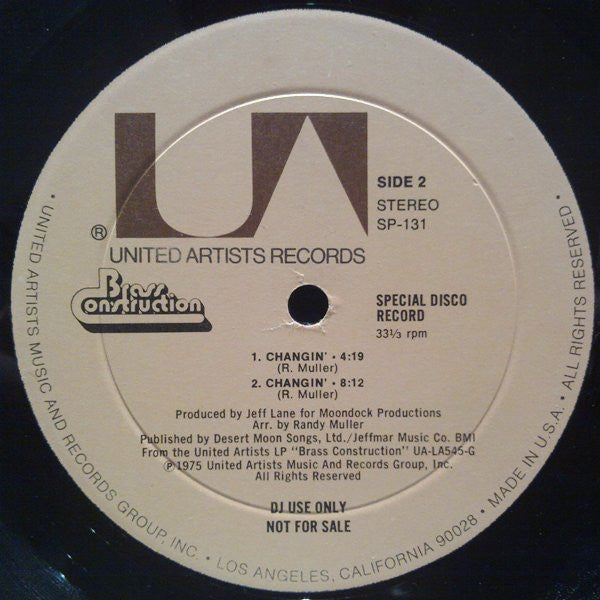 UA
SIDE 2
STEREO
SP-131
®
UNITED ARTISTS RECORDS
Brass
Construction
SPECIAL DISCO
RECORD
33⅓ rpm
1. CHANGIN' • 4:19
(R. Muller)
2. CHANGIN' • 8:12
(R. Muller)
Produced by Jeff Lane for Moondock Productions
Arr. by Randy Muller
Published by Desert Moon Songs, Ltd./Jeffmar Music Co. BMI
From the United Artists LP "Brass Construction" UA-LA545-G
℗ 1975 United Artists Music And Records Group, Inc.
All Rights Reserved
DJ USE ONLY
NOT FOR SALE
• UNITED ARTISTS MUSIC AND RECORDS GROUP, INC. • LOS ANGELES, CALIFORNIA 90028 • MADE IN U.S.A. • ALL RIGHTS RESERVED •